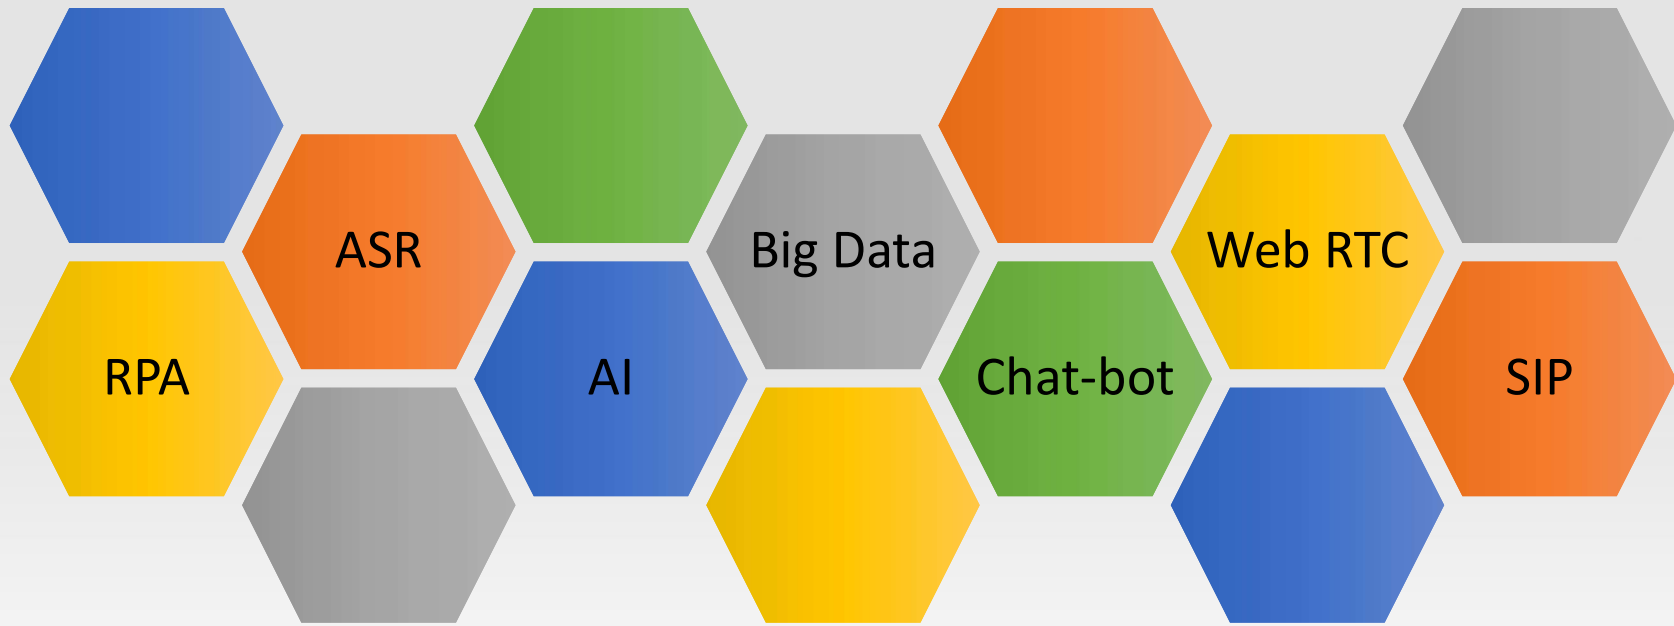 RPA
ASR
AI
Big Data
Chat-bot
Web RTC
SIP